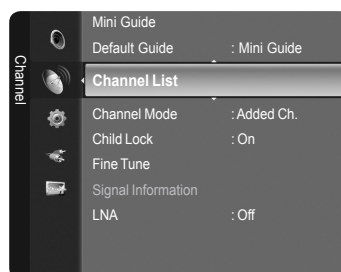 Channel
Mini Guide
Default Guide : Mini Guide
Channel List
Channel Mode : Added Ch.
Child Lock : On
Fine Tune
Signal Information
LNA : Off